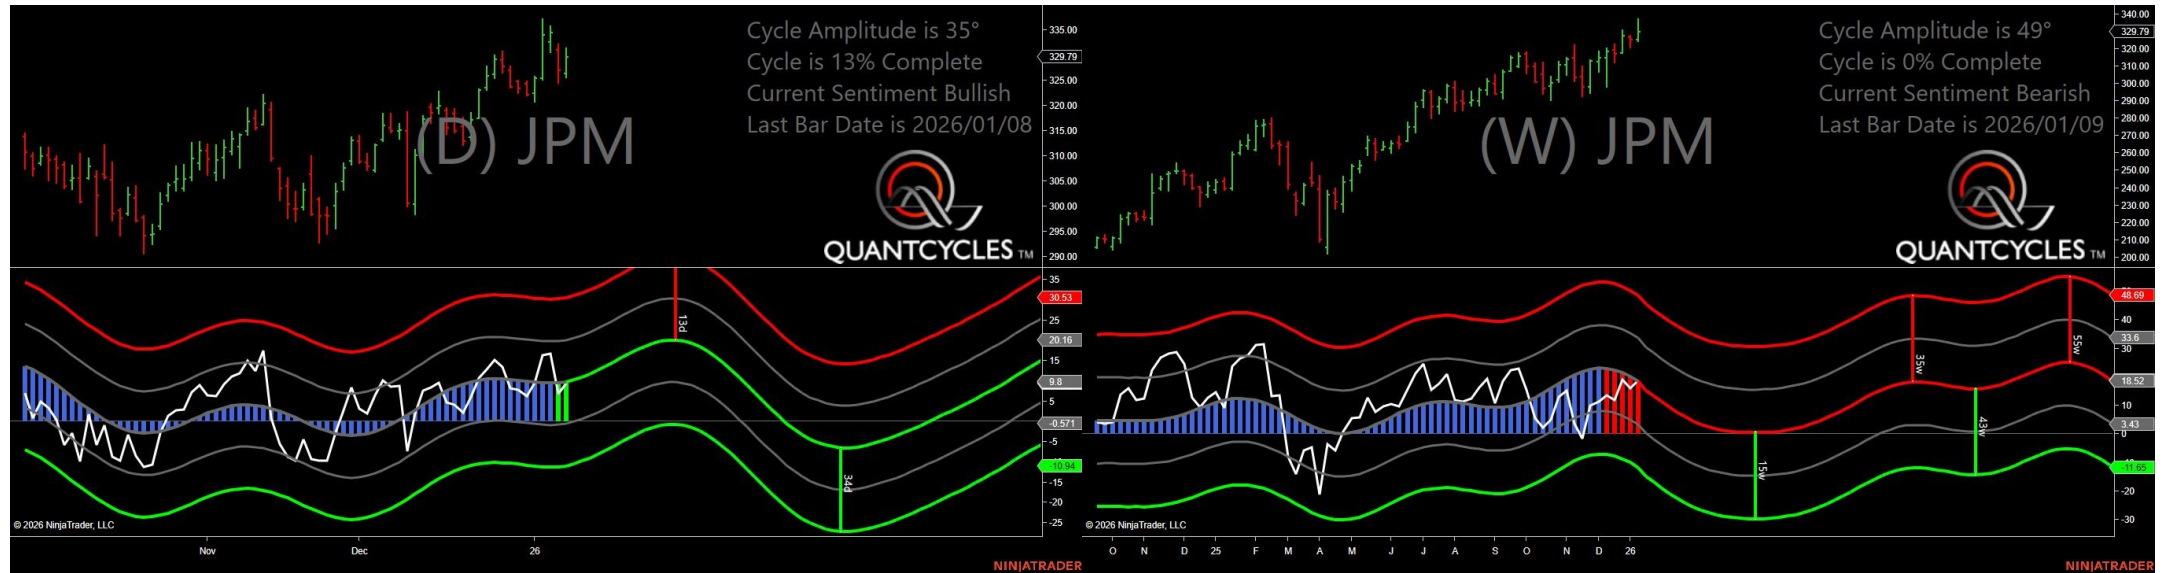 Cycle Amplitude is 35°
Cycle is 13% Complete
Current Sentiment Bullish
Last Bar Date is 2026/01/08
(D) JPM
QUANTCYCLES TM
335.00
329.79
325.00
320.00
315.00
310.00
305.00
300.00
295.00
290.00
35
30.53
25
20.16
15
9.8
5
-0.571
-5
-10.94
-15
-20
-25
13d
34d
© 2026 NinjaTrader, LLC
Nov Dec 26
NINJATRADER
Cycle Amplitude is 49°
Cycle is 0% Complete
Current Sentiment Bearish
Last Bar Date is 2026/01/09
(W) JPM
QUANTCYCLES TM
340.00
329.79
320.00
310.00
300.00
290.00
280.00
270.00
260.00
250.00
240.00
230.00
220.00
210.00
200.00
48.69
40
33.6
30
18.52
10
3.43
0
-11.65
-20
-30
15w
35w
43w
55w
© 2026 NinjaTrader, LLC
O N D 25 F M A M J J A S O N D 26
NINJATRADER